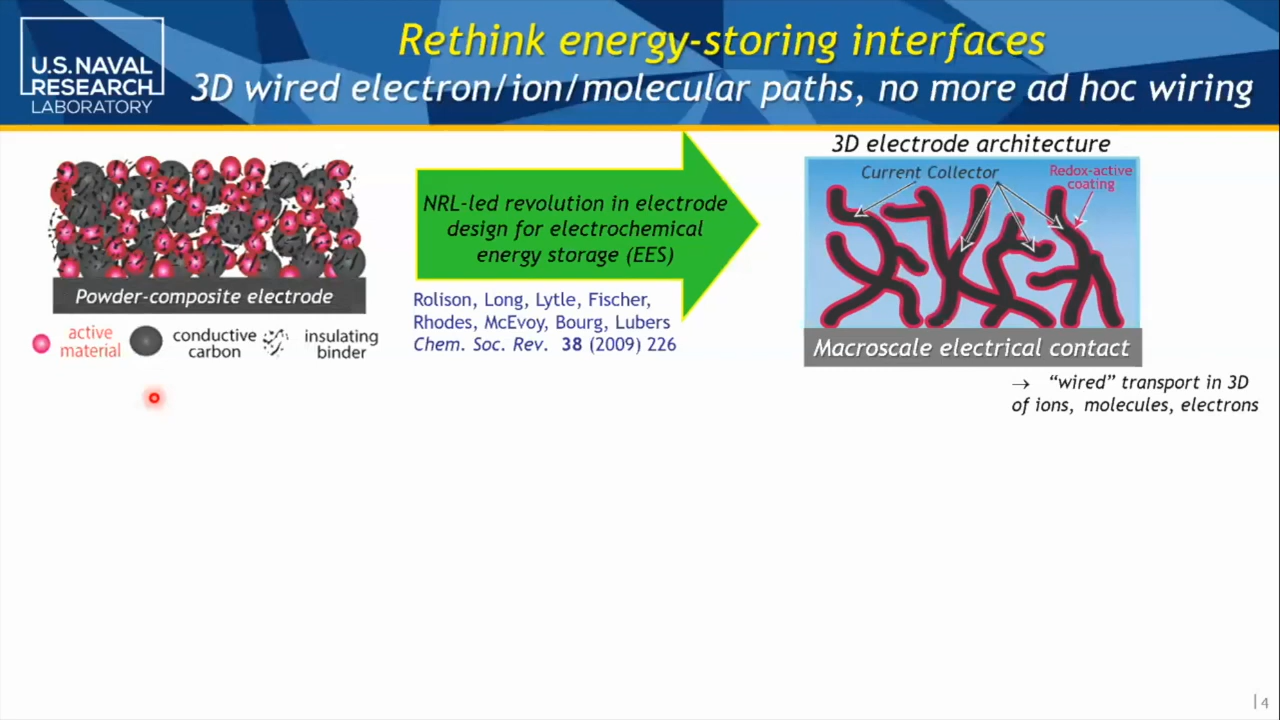 U.S. NAVAL
RESEARCH
LABORATORY
Rethink energy-storing interfaces
3D wired electron/ion/molecular paths, no more ad hoc wiring
Powder-composite electrode
active
material
conductive
carbon
insulating
binder
NRL-led revolution in electrode
design for electrochemical
energy storage (EES)
Rolison, Long, Lytle, Fischer,
Rhodes, McEvoy, Bourg, Lubers
Chem. Soc. Rev. 38 (2009) 226
3D electrode architecture
Current Collector
Redox-active
coating
Macroscale electrical contact
→ “wired” transport in 3D
of ions, molecules, electrons
|4